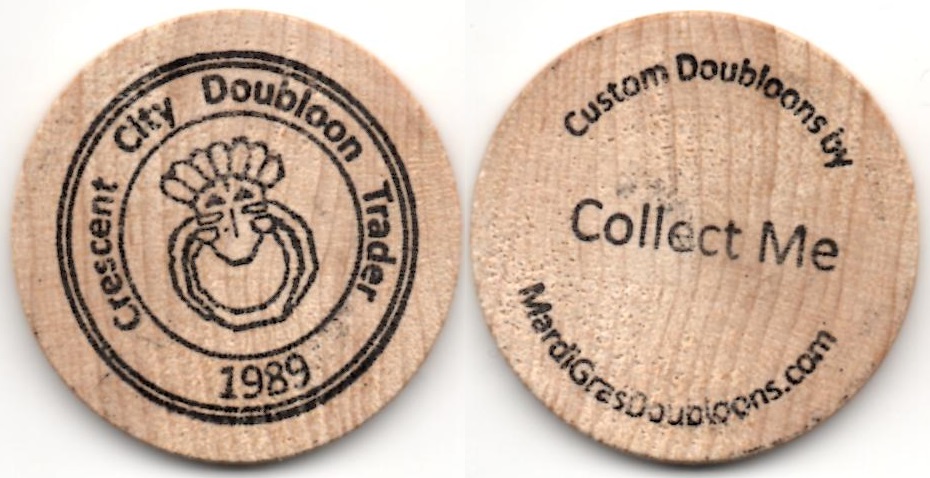 Crescent City Doubloon Trader
1989
Custom Doubloons by
Collect Me
MardiGrasDoubloons.com